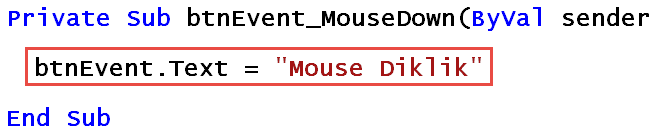 Private Sub btnEvent_MouseDown(ByVal sender
btnEvent.Text = "Mouse Diklik"
End Sub